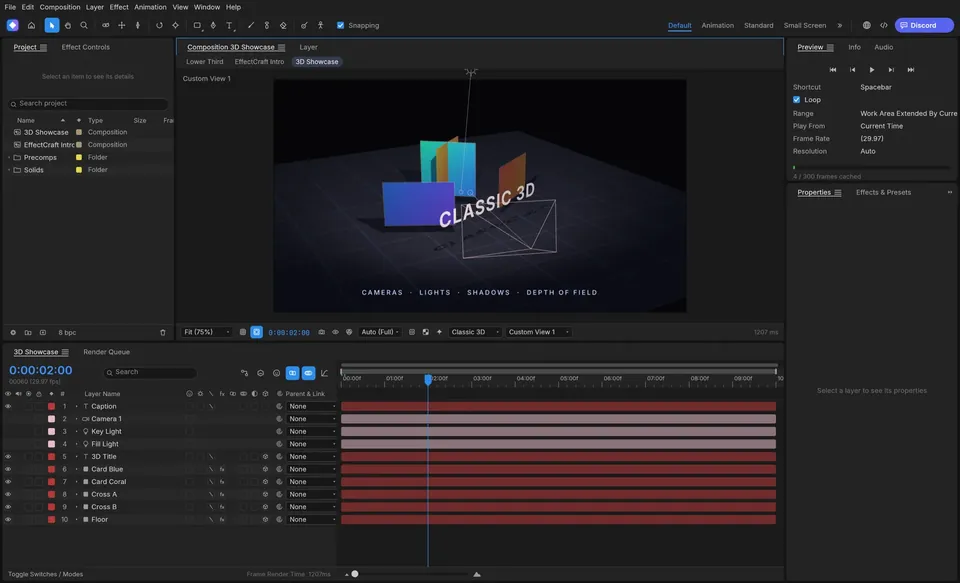 File Edit Composition Layer Effect Animation View Window Help
Snapping
Default Animation Standard Small Screen » Discord
Project Effect Controls
Select an item to see its details
Search project
Name Type Size Fra
3D Showcase Composition
EffectCraft Intro Composition
Precomps Folder
Solids Folder
8 bpc
Composition 3D Showcase Layer
Lower Third EffectCraft Intro 3D Showcase
Custom View 1
CLASSIC 3D
CAMERAS · LIGHTS · SHADOWS · DEPTH OF FIELD
Fit (75%) 0:00:02:00 Auto (Full) Classic 3D Custom View 1 1207 ms
Preview Info Audio
Shortcut Spacebar
Loop
Range Work Area Extended By Curre
Play From Current Time
Frame Rate (29.97)
Resolution Auto
4 / 300 frames cached
Properties Effects & Presets
Select a layer to see its properties
3D Showcase Render Queue
0:00:02:00
00060 (29.97 fps)
Search
00:00f 01:00f 02:00f 03:00f 04:00f 05:00f 06:00f 07:00f 08:00f 09:00f 10
# Layer Name Parent & Link
1 Caption None
2 Camera 1 None
3 Key Light None
4 Fill Light None
5 3D Title None
6 Card Blue fx None
7 Card Coral fx None
8 Cross A fx None
9 Cross B fx None
10 Floor None
Toggle Switches / Modes Frame Render Time 1207ms